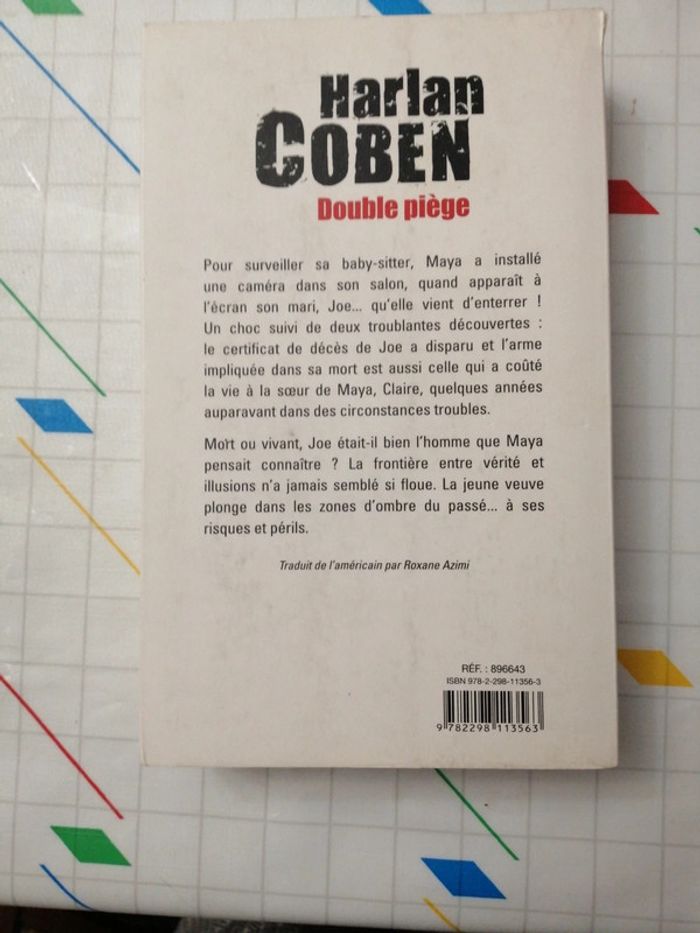 Harlan
COBEN
Double piège
Pour surveiller sa baby-sitter, Maya a installé
une caméra dans son salon, quand apparaît à
l'écran son mari, Joe... qu'elle vient d'enterrer !
Un choc suivi de deux troublantes découvertes :
le certificat de décès de Joe a disparu et l'arme
impliquée dans sa mort est aussi celle qui a coûté
la vie à la sœur de Maya, Claire, quelques années
auparavant dans des circonstances troubles.
Mort ou vivant, Joe était-il bien l'homme que Maya
pensait connaître ? La frontière entre vérité et
illusions n'a jamais semblé si floue. La jeune veuve
plonge dans les zones d'ombre du passé... à ses
risques et périls.
Traduit de l'américain par Roxane Azimi
RÉF. : 896643
ISBN 978-2-298-11356-3
9 782298 113563